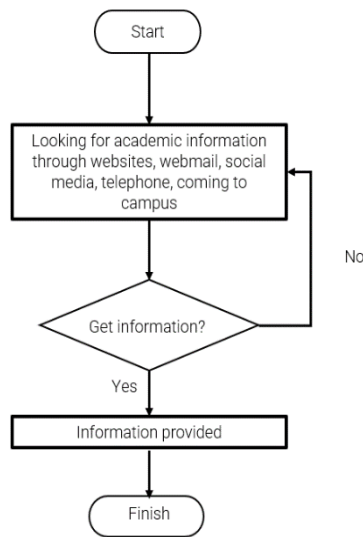 Start
Looking for academic information
through websites, webmail, social
media, telephone, coming to
campus
No
Get information?
Yes
Information provided
Finish